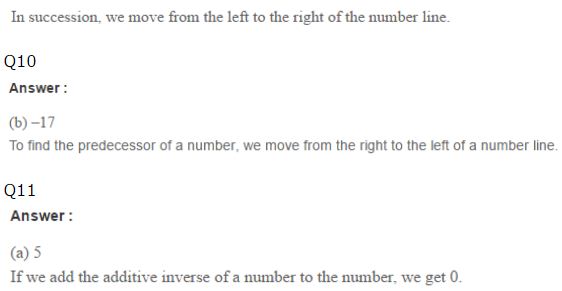 In succession, we move from the left to the right of the number line.
Q10
Answer :
(b) –17
To find the predecessor of a number, we move from the right to the left of a number line.
Q11
Answer :
(a) 5
If we add the additive inverse of a number to the number, we get 0.